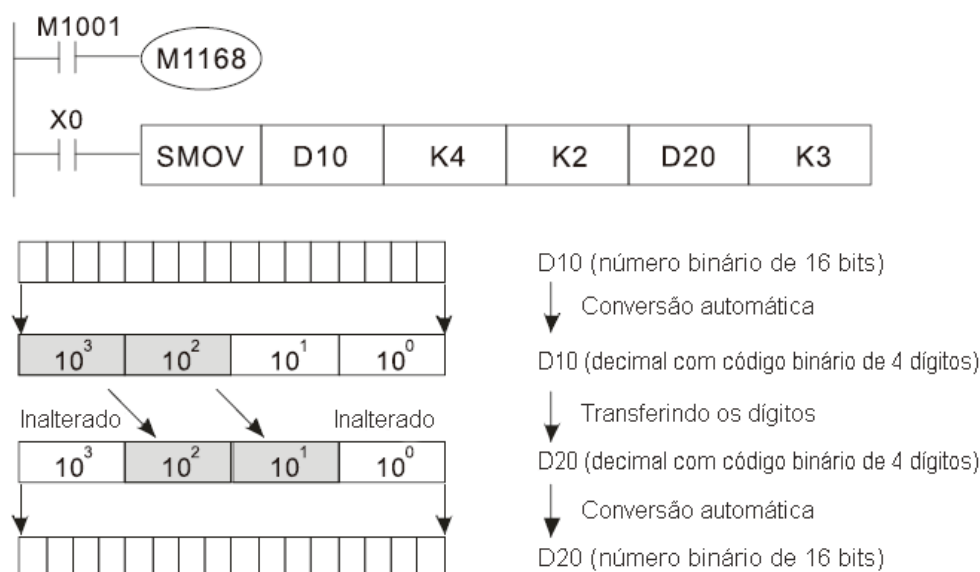 M1001
M1168
X0
SMOV D10 K4 K2 D20 K3
D10 (número binário de 16 bits)
Conversão automática
10³ 10² 10¹ 10⁰
D10 (decimal com código binário de 4 dígitos)
Inalterado Inalterado
Transferindo os dígitos
10³ 10² 10¹ 10⁰
D20 (decimal com código binário de 4 dígitos)
Conversão automática
D20 (número binário de 16 bits)